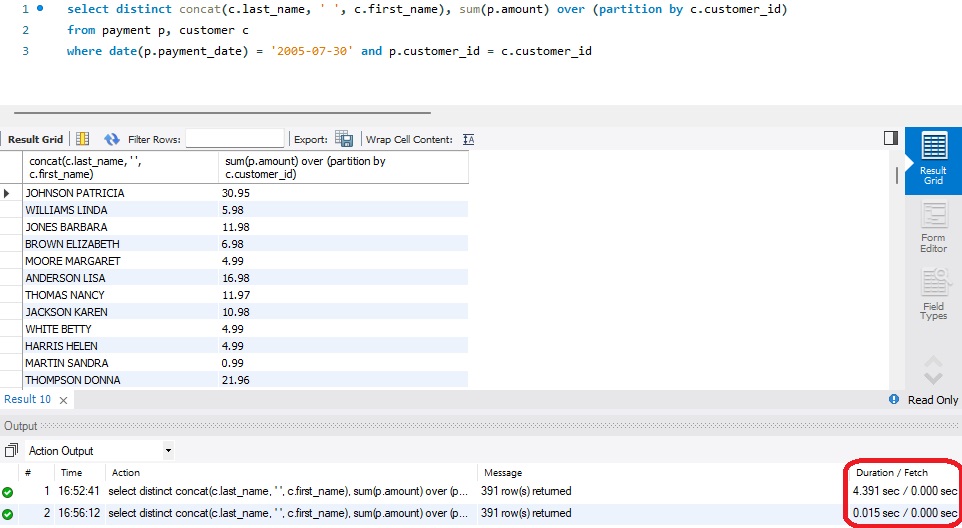 1 select distinct concat(c.last_name, ' ', c.first_name), sum(p.amount) over (partition by c.customer_id)
2 from payment p, customer c
3 where date(p.payment_date) = '2005-07-30' and p.customer_id = c.customer_id
Result Grid Filter Rows: Export: Wrap Cell Content:
concat(c.last_name, ' ', sum(p.amount) over (partition by
c.first_name) c.customer_id)
JOHNSON PATRICIA 30.95
WILLIAMS LINDA 5.98
JONES BARBARA 11.98
BROWN ELIZABETH 6.98
MOORE MARGARET 4.99
ANDERSON LISA 16.98
THOMAS NANCY 11.97
JACKSON KAREN 10.98
WHITE BETTY 4.99
HARRIS HELEN 4.99
MARTIN SANDRA 0.99
THOMPSON DONNA 21.96
Result
Grid
Form
Editor
Field
Types
Result 10 Read Only
Output
Action Output
# Time Action Message Duration / Fetch
1 16:52:41 select distinct concat(c.last_name, ' ', c.first_name), sum(p.amount) over (p... 391 row(s) returned 4.391 sec / 0.000 sec
2 16:56:12 select distinct concat(c.last_name, ' ', c.first_name), sum(p.amount) over (p... 391 row(s) returned 0.015 sec / 0.000 sec